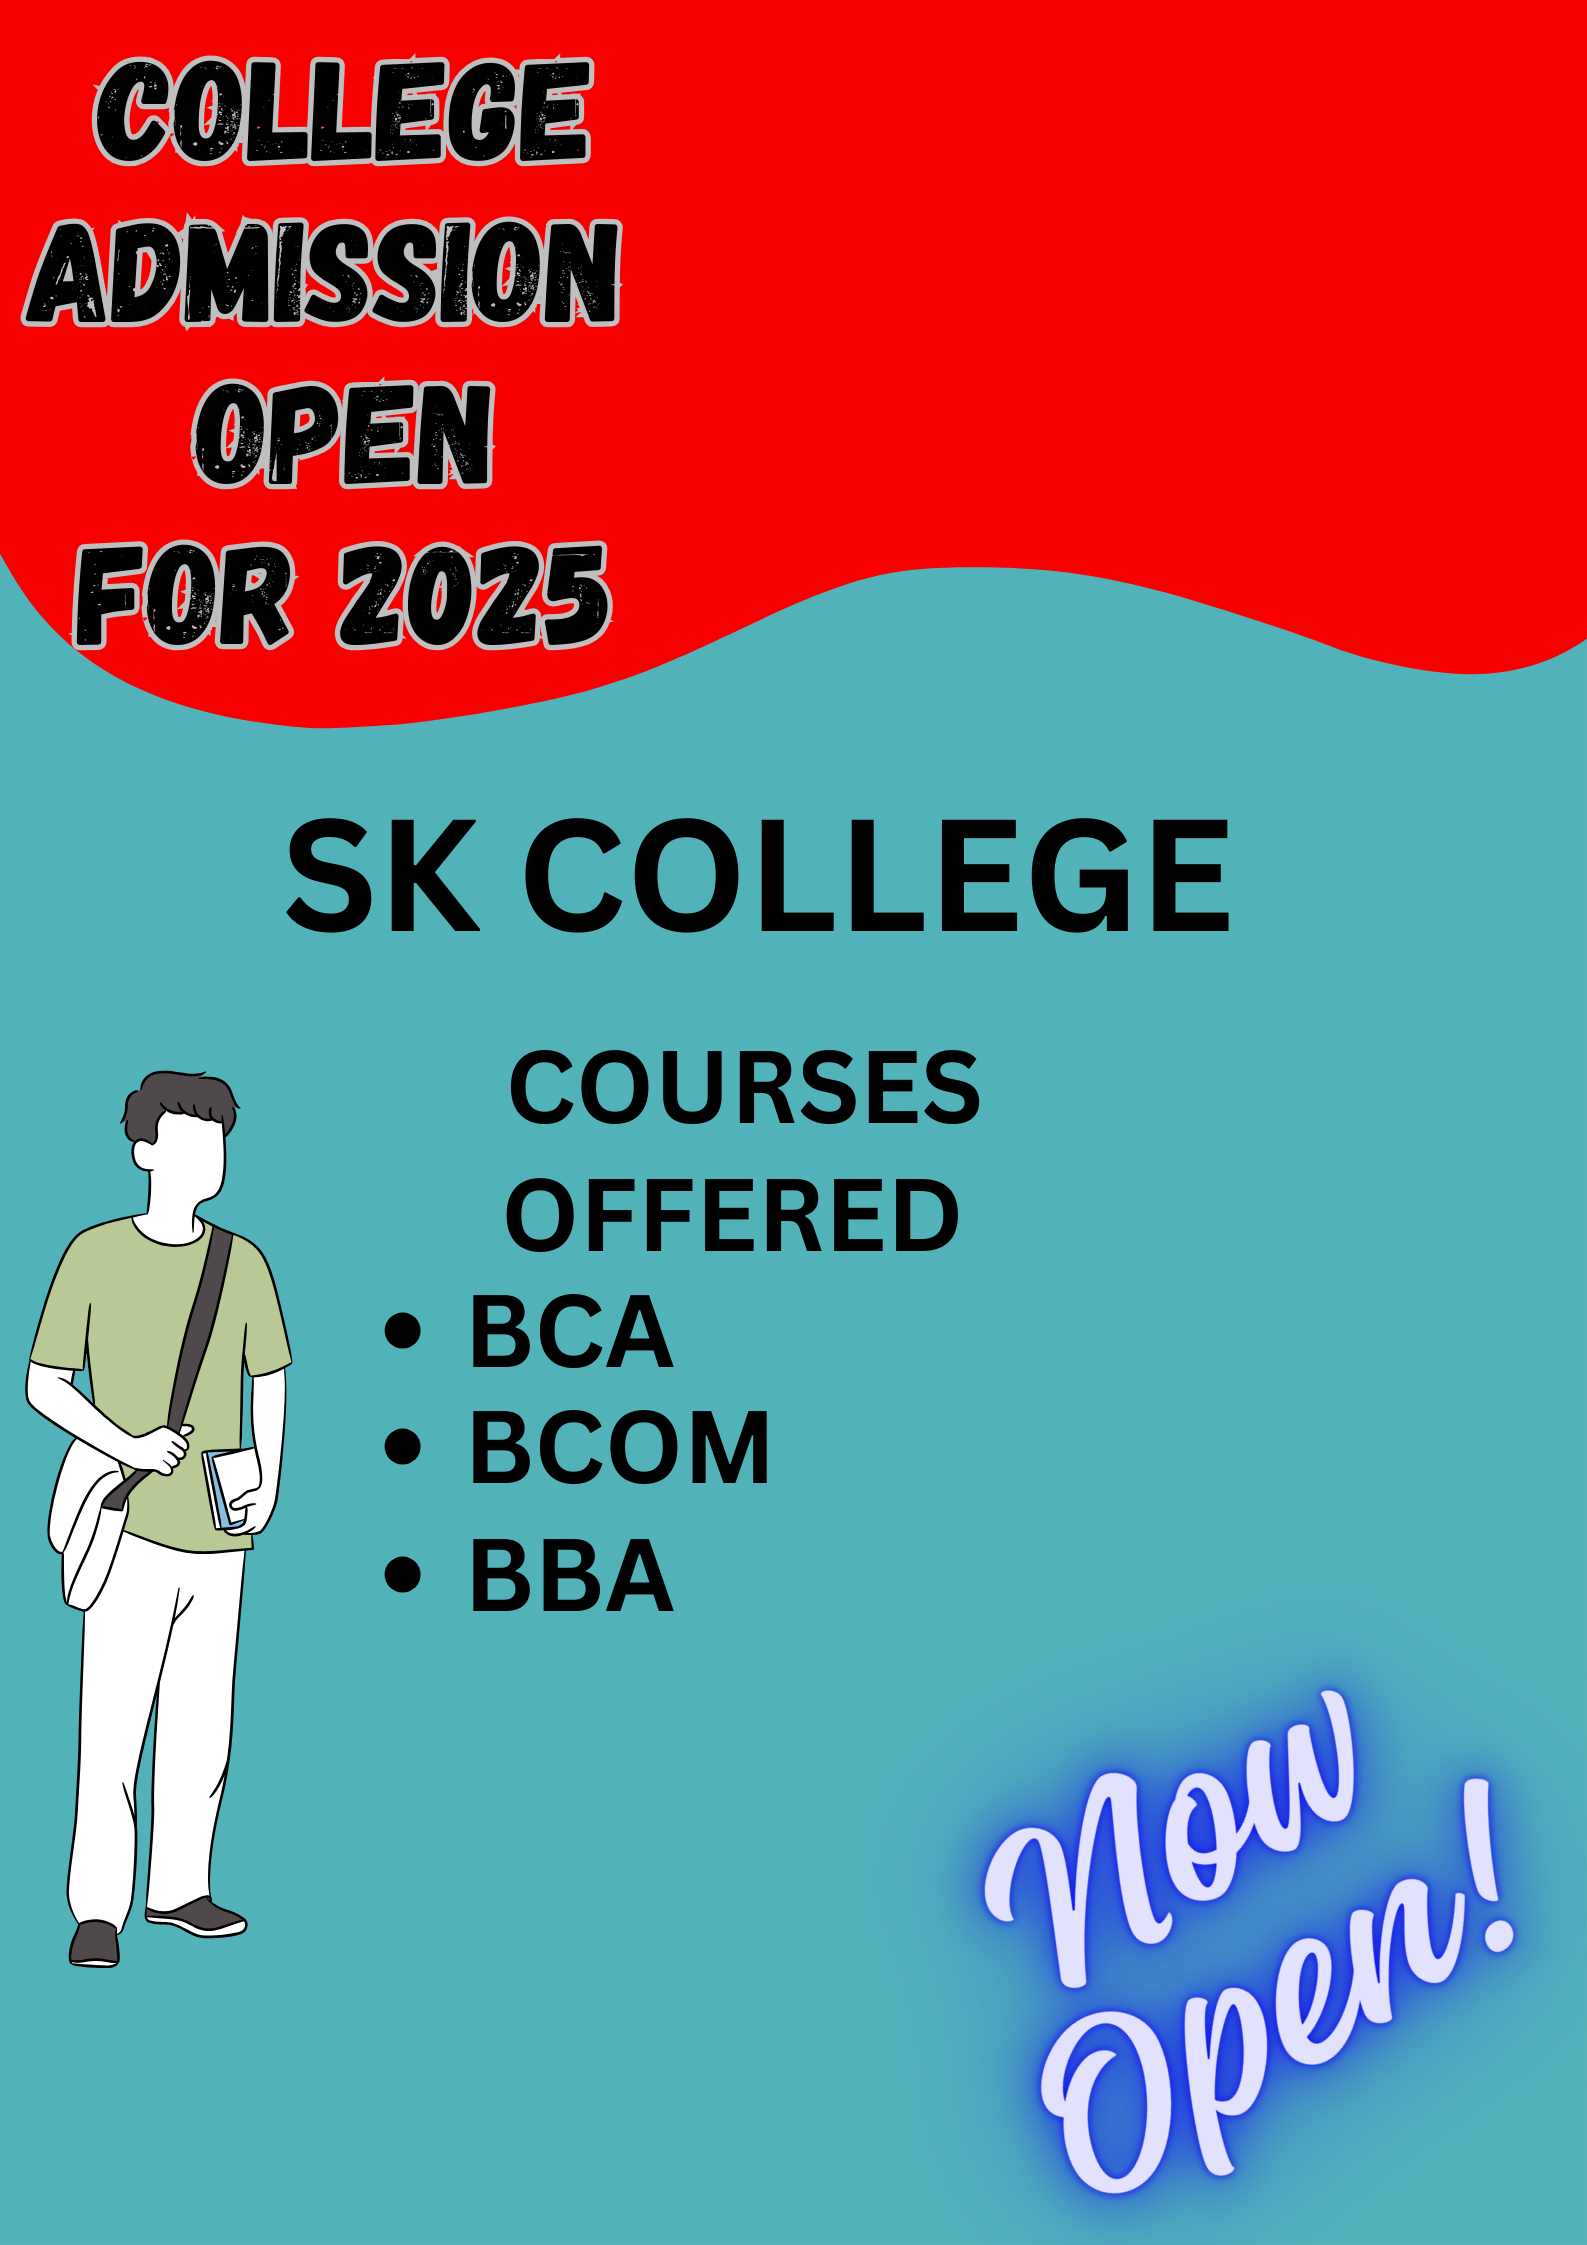 COLLEGE
ADMISSION
OPEN
FOR 2025
SK COLLEGE
COURSES
OFFERED
• BCA
• BCOM
• BBA
Now
Open!